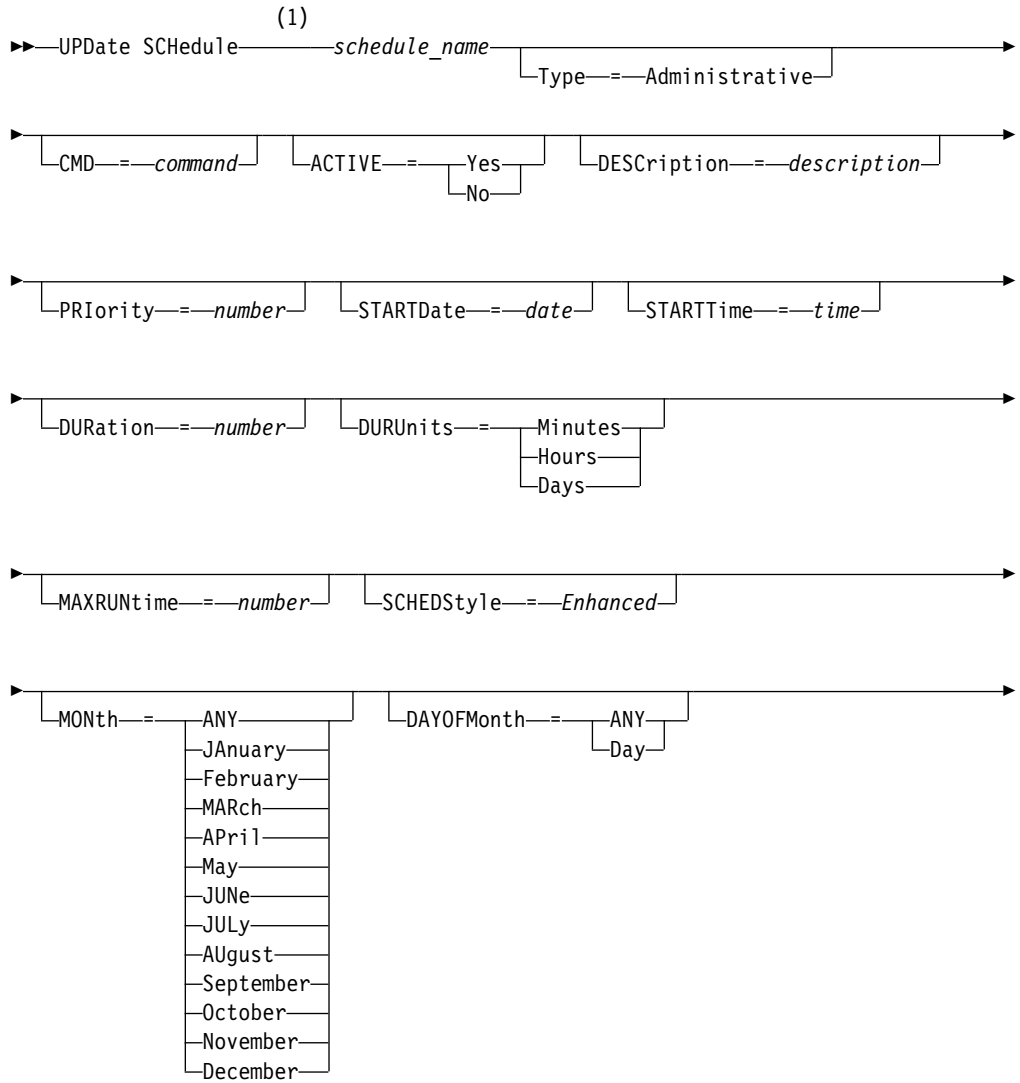 (1)
UPDate SCHedule schedule_name
Type = Administrative
CMD = command ACTIVE = Yes DESCription = description
No
PRIority = number STARTDate = date STARTTime = time
DURation = number DURUnits = Minutes
Hours
Days
MAXRUNtime = number SCHEDStyle = Enhanced
MONth = ANY DAYOFMonth = ANY
JAnuary Day
February
MARch
APril
May
JUNe
JULy
AUgust
September
October
November
December